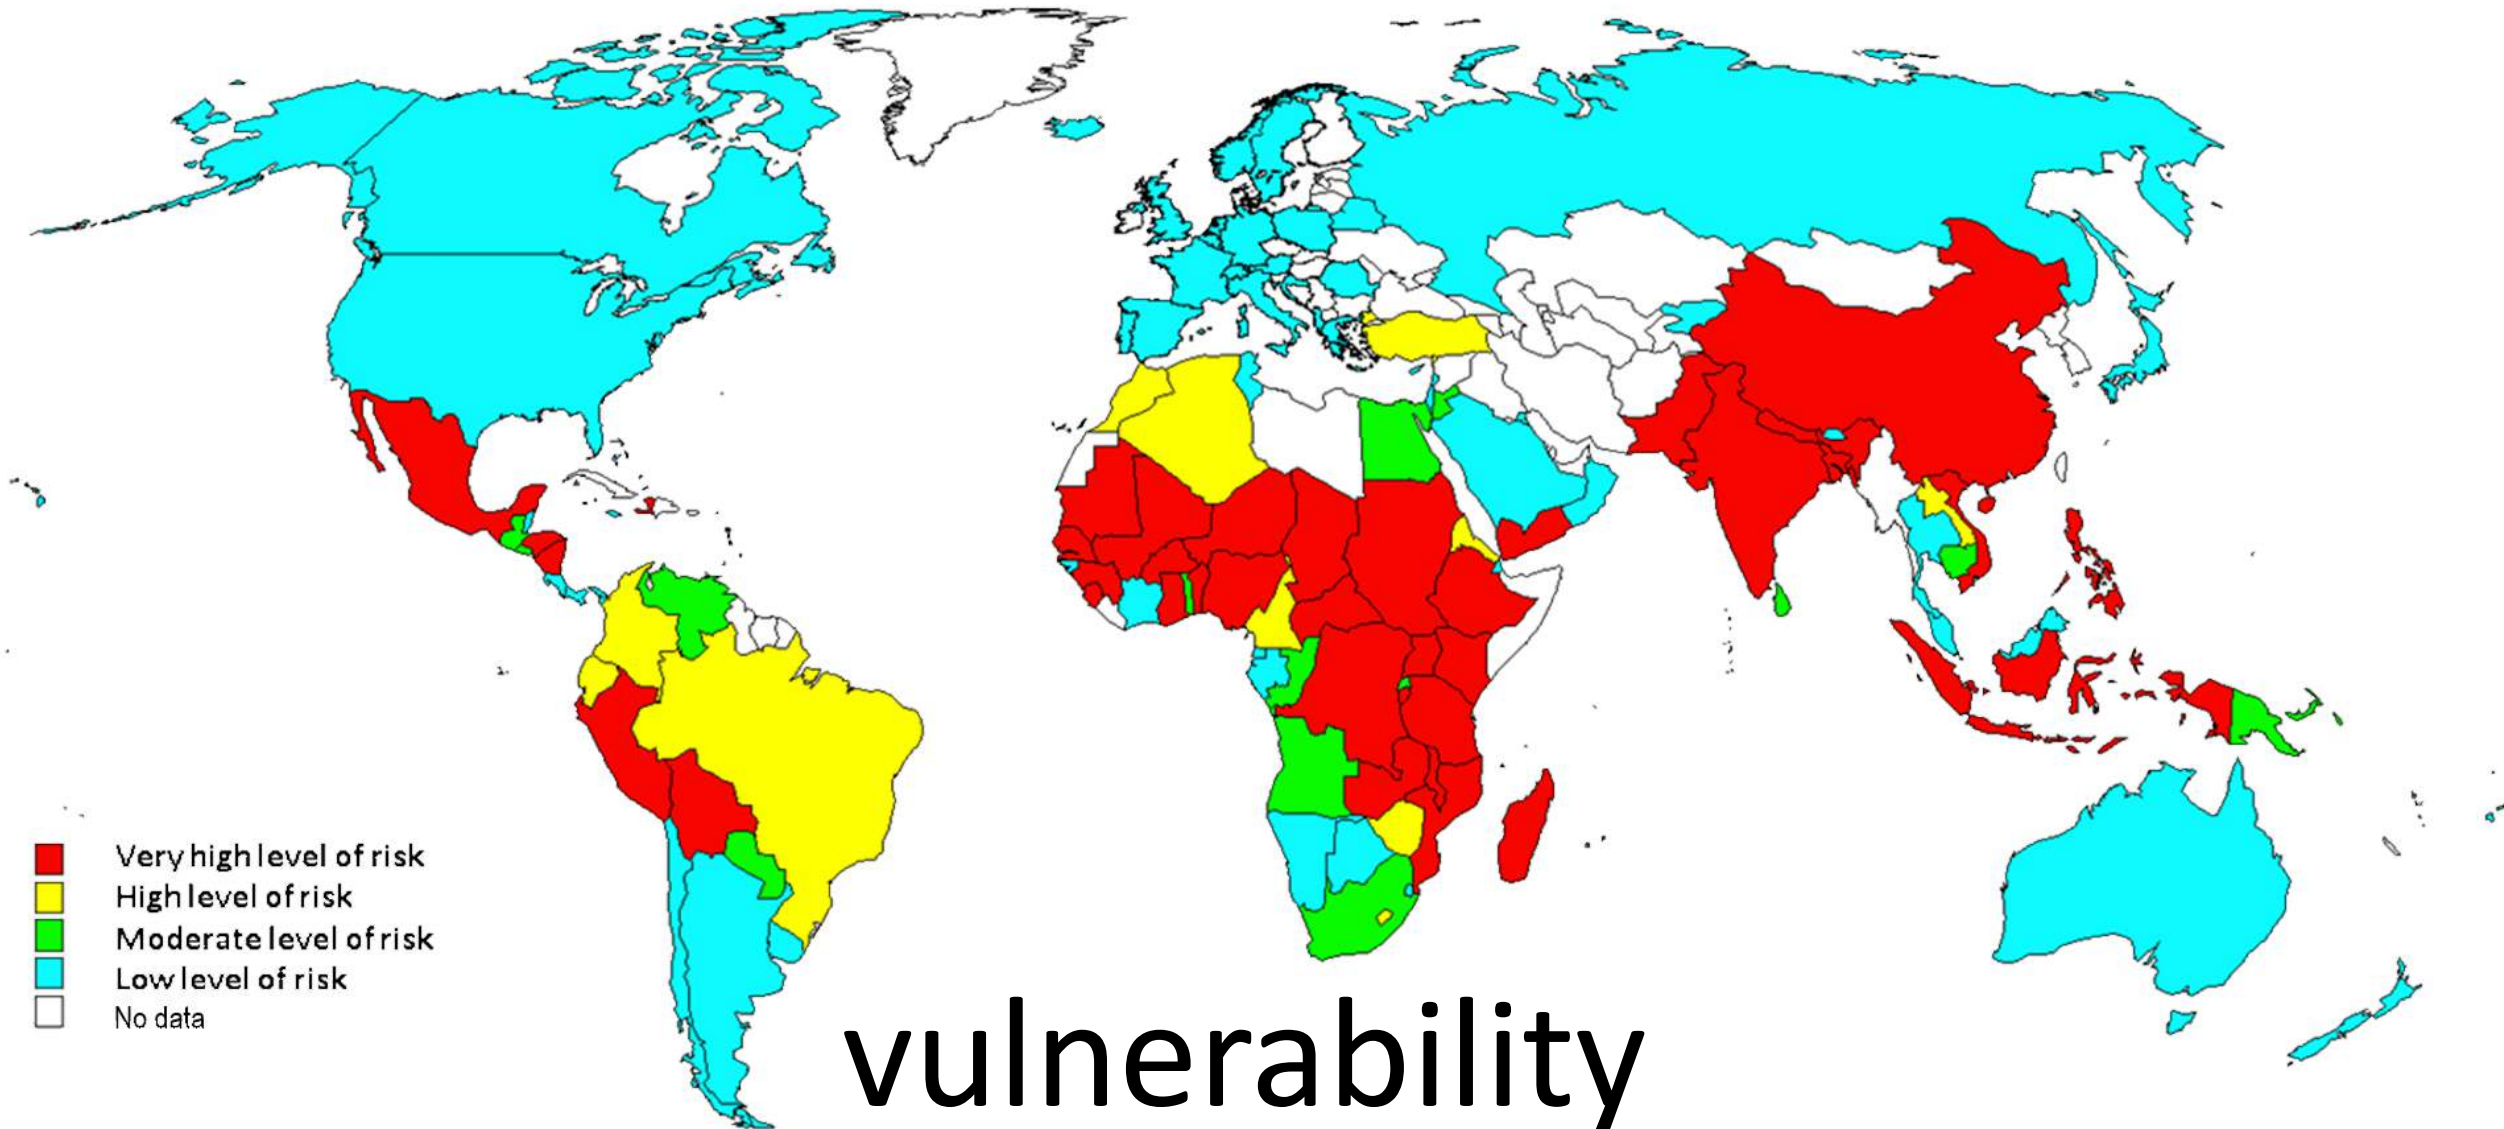 Very high level of risk
High level of risk
Moderate level of risk
Low level of risk
No data
vulnerability